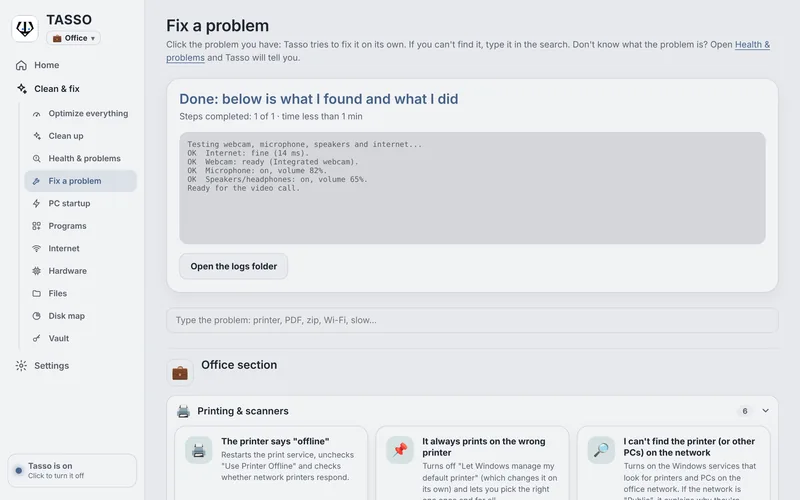 TASSO
💼 Office ▾
Home
Clean & fix
Optimize everything
Clean up
Health & problems
Fix a problem
PC startup
Programs
Internet
Hardware
Files
Disk map
Vault
Settings
Tasso is on
Click to turn it off
Fix a problem
Click the problem you have: Tasso tries to fix it on its own. If you can't find it, type it in the search. Don't know what the problem is? Open Health &
problems and Tasso will tell you.
Done: below is what I found and what I did
Steps completed: 1 of 1 · time less than 1 min
Testing webcam, microphone, speakers and internet...
OK  Internet: fine (14 ms).
OK  Webcam: ready (Integrated webcam).
OK  Microphone: on, volume 82%.
OK  Speakers/headphones: on, volume 65%.
Ready for the video call.
Open the logs folder
Type the problem: printer, PDF, zip, Wi-Fi, slow...
Office section
Printing & scanners
6
The printer says "offline"
Restarts the print service, unchecks
"Use Printer Offline" and checks
whether network printers respond.
It always prints on the wrong
printer
Turns off "Let Windows manage my
default printer" (which changes it on
its own) and lets you pick the right
I can't find the printer (or other
PCs) on the network
Turns on the Windows services that
look for printers and PCs on the
office network. If the network is